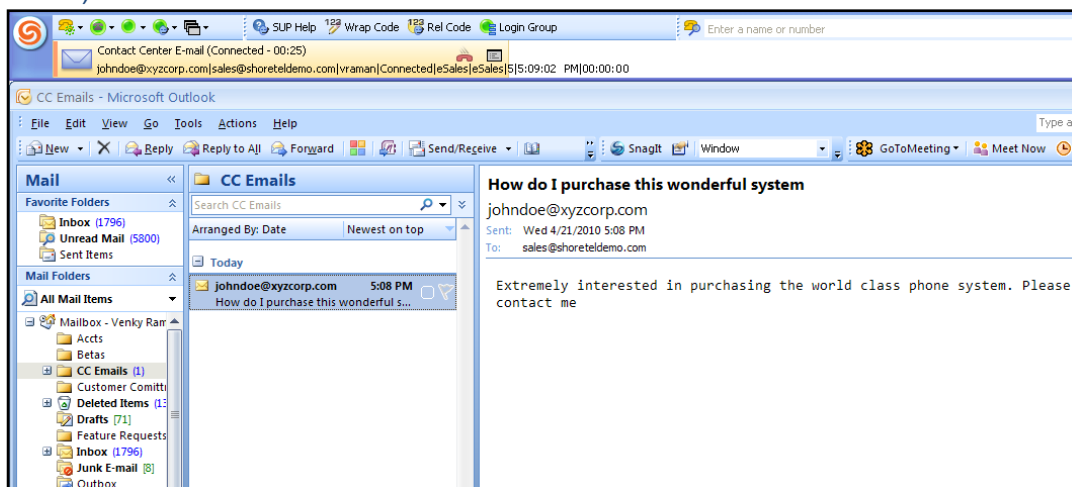 SUP Help 123 Wrap Code 123 Rel Code Login Group Enter a name or number
Contact Center E-mail (Connected - 00:25)
johndoe@xyzcorp.com|sales@shoreteldemo.com|vraman|Connected|eSales|eSales|5|5:09:02 PM|00:00:00
CC Emails - Microsoft Outlook
File Edit View Go Tools Actions Help Type a
New Reply Reply to All Forward Send/Receive SnagIt Window GoToMeeting Meet Now
Mail «
Favorite Folders
Inbox (1796)
Unread Mail (5800)
Sent Items
Mail Folders
All Mail Items
Mailbox - Venky Ram
Accts
Betas
CC Emails (1)
Customer Comitt
Deleted Items (13
Drafts [71]
Feature Requests
Inbox (1796)
Junk E-mail [8]
Outbox
CC Emails
Search CC Emails
Arranged By: Date Newest on top
Today
johndoe@xyzcorp.com 5:08 PM
How do I purchase this wonderful s...
How do I purchase this wonderful system
johndoe@xyzcorp.com
Sent: Wed 4/21/2010 5:08 PM
To: sales@shoreteldemo.com
Extremely interested in purchasing the world class phone system. Please
contact me